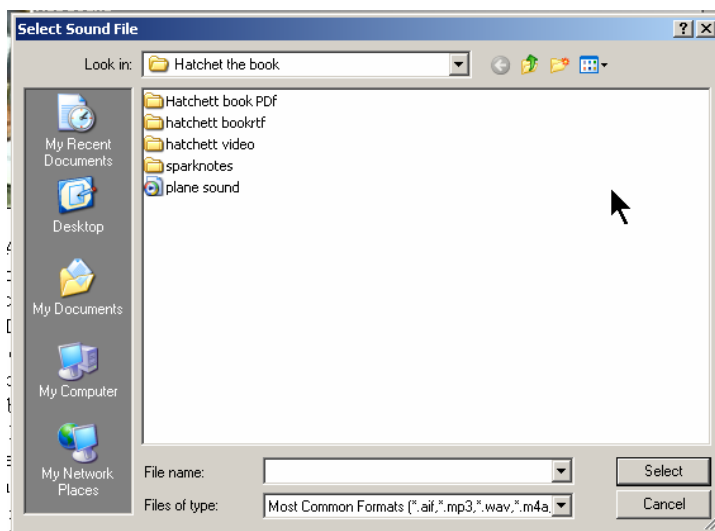 Select Sound File
Look in: Hatchet the book
Hatchett book PDf
hatchett bookrtf
hatchett video
sparknotes
plane sound
My Recent
Documents
Desktop
My Documents
My Computer
My Network
Places
File name:
Select
Files of type: Most Common Formats (*.aif,*.mp3,*.wav,*.m4a,
Cancel